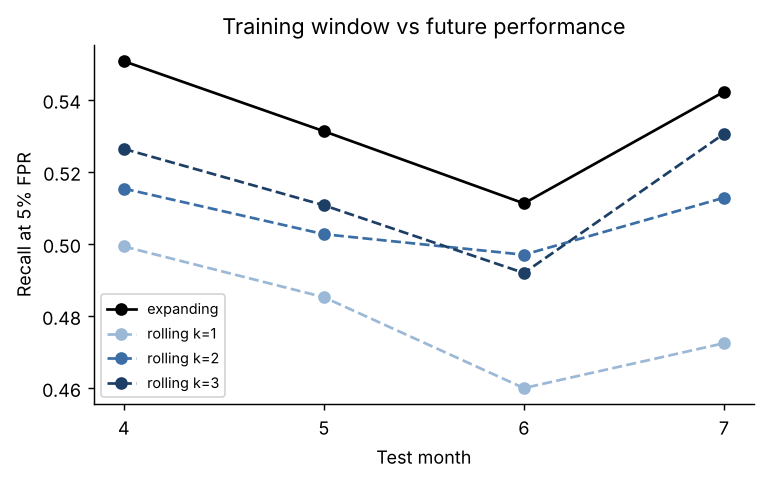 Training window vs future performance
Recall at 5% FPR
0.54
0.52
0.50
0.48
0.46
expanding
rolling k=1
rolling k=2
rolling k=3
4 5 6 7
Test month